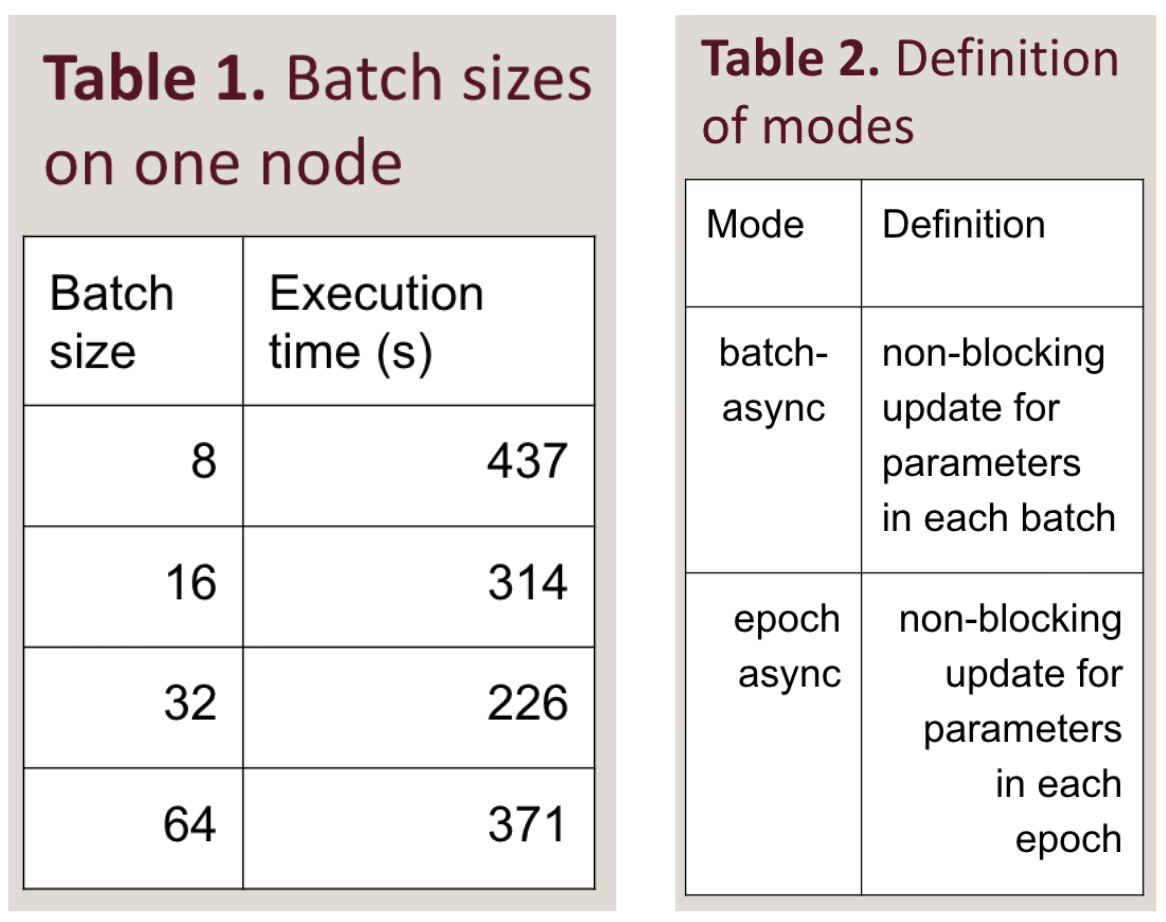 Table 1. Batch sizes
on one node
Batch
size
Execution
time (s)
8
437
16
314
32
226
64
371
Table 2. Definition
of modes
Mode
Definition
batch-
async
non-blocking
update for
parameters
in each batch
epoch
async
non-blocking
update for
parameters
in each
epoch